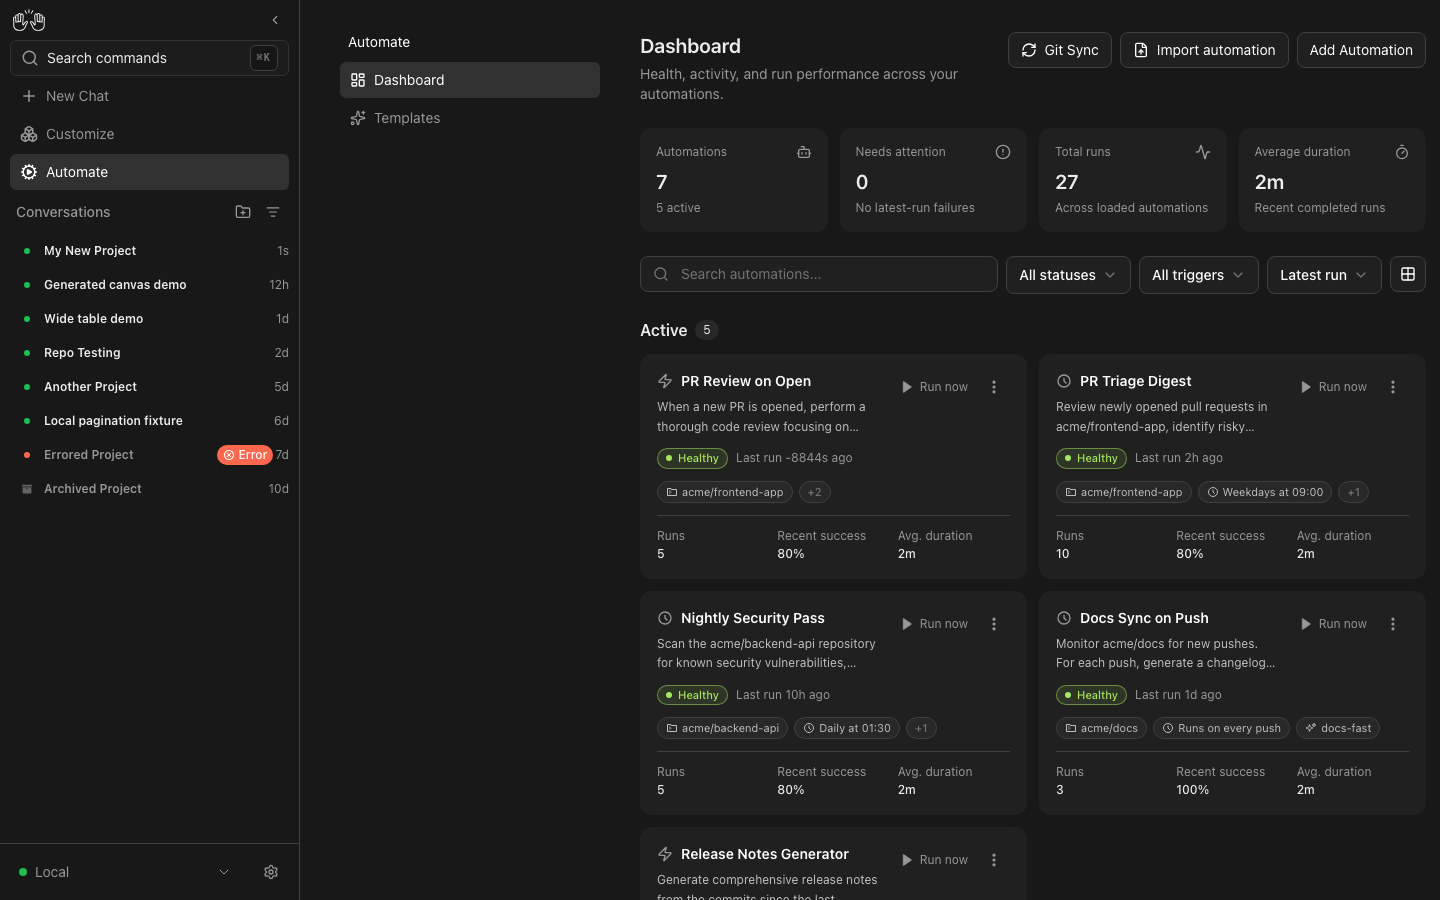 Search commands
⌘K
New Chat
Customize
Automate
Conversations
My New Project
1s
Generated canvas demo
12h
Wide table demo
1d
Repo Testing
2d
Another Project
5d
Local pagination fixture
6d
Errored Project
Error
7d
Archived Project
10d
Local
Automate
Dashboard
Templates
Dashboard
Health, activity, and run performance across your
automations.
Git Sync
Import automation
Add Automation
Automations
7
5 active
Needs attention
0
No latest-run failures
Total runs
27
Across loaded automations
Average duration
2m
Recent completed runs
Search automations...
All statuses
All triggers
Latest run
Active 5
PR Review on Open
Run now
When a new PR is opened, perform a
thorough code review focusing on...
Healthy
Last run -8844s ago
acme/frontend-app
+2
Runs
5
Recent success
80%
Avg. duration
2m
PR Triage Digest
Run now
Review newly opened pull requests in
acme/frontend-app, identify risky...
Healthy
Last run 2h ago
acme/frontend-app
Weekdays at 09:00
+1
Runs
10
Recent success
80%
Avg. duration
2m
Nightly Security Pass
Run now
Scan the acme/backend-api repository
for known security vulnerabilities,...
Healthy
Last run 10h ago
acme/backend-api
Daily at 01:30
+1
Runs
5
Recent success
80%
Avg. duration
2m
Docs Sync on Push
Run now
Monitor acme/docs for new pushes.
For each push, generate a changelog...
Healthy
Last run 1d ago
acme/docs
Runs on every push
docs-fast
Runs
3
Recent success
100%
Avg. duration
2m
Release Notes Generator
Run now
Generate comprehensive release notes
from the commits since the last